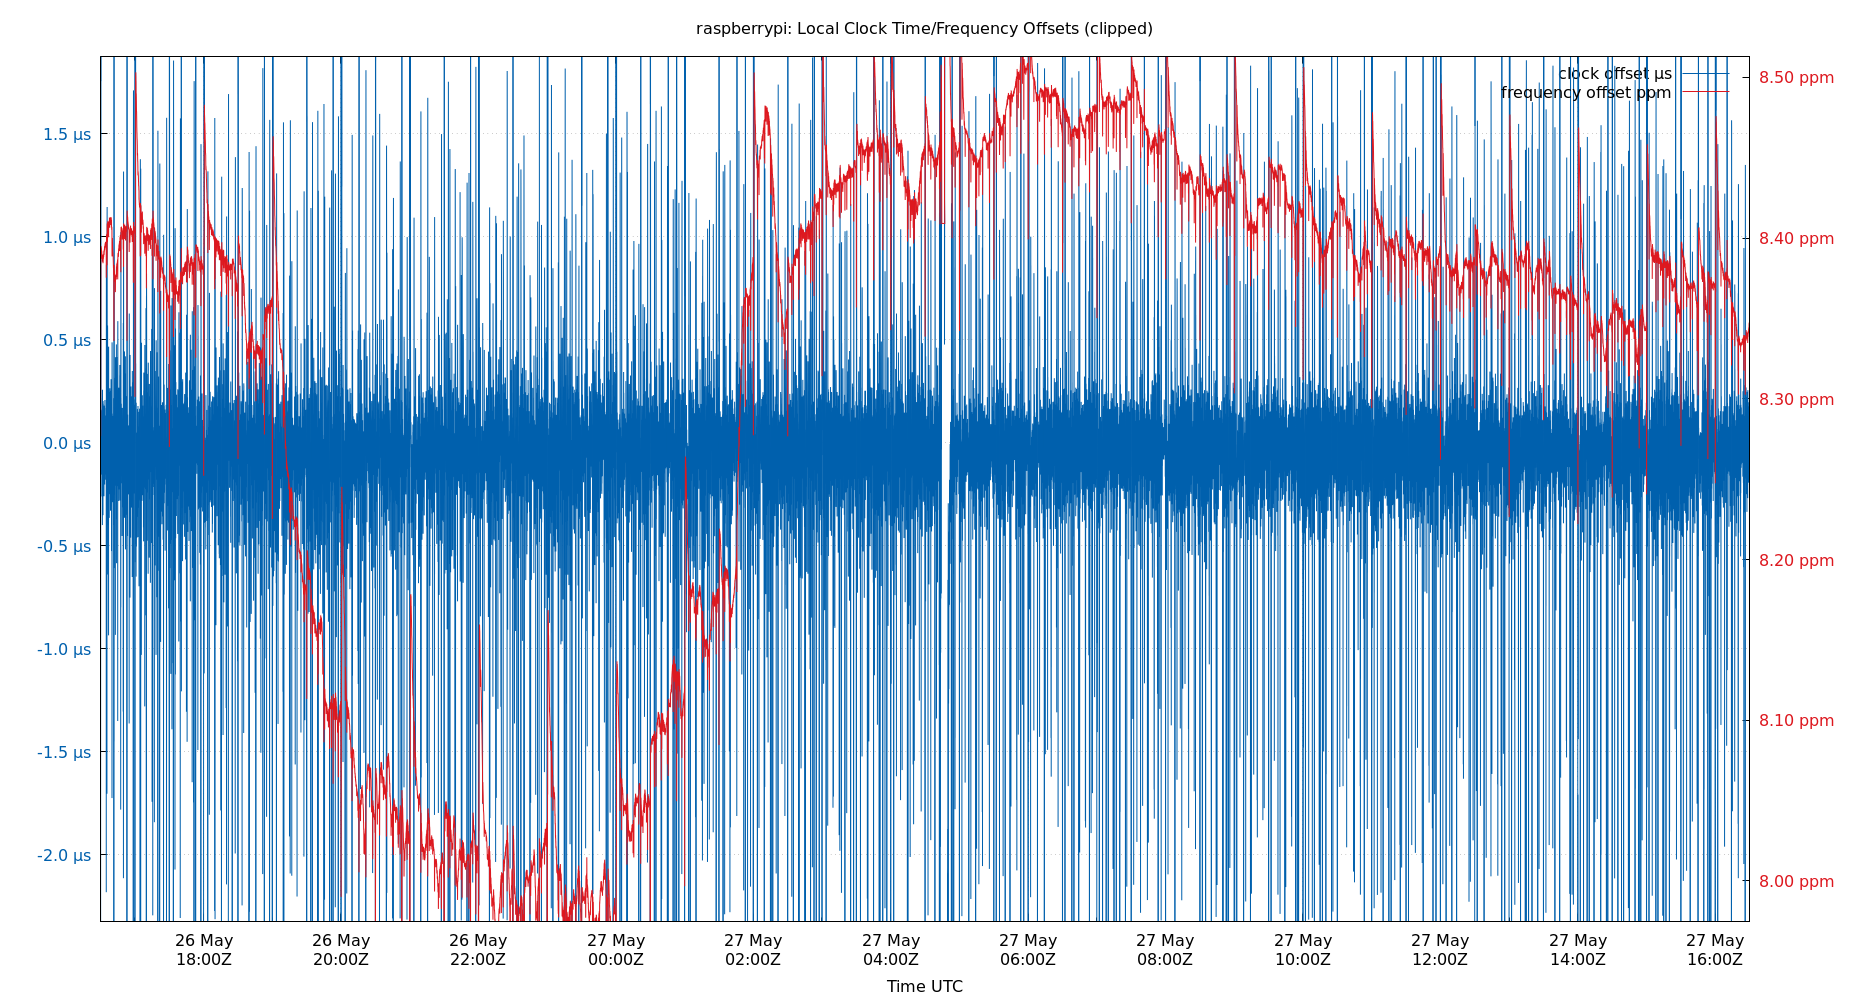 raspberrypi: Local Clock Time/Frequency Offsets (clipped)
clock offset µs
frequency offset ppm
1.5 µs
1.0 µs
0.5 µs
0.0 µs
-0.5 µs
-1.0 µs
-1.5 µs
-2.0 µs
8.50 ppm
8.40 ppm
8.30 ppm
8.20 ppm
8.10 ppm
8.00 ppm
26 May 26 May 26 May 27 May 27 May 27 May 27 May 27 May 27 May 27 May 27 May 27 May
18:00Z 20:00Z 22:00Z 00:00Z 02:00Z 04:00Z 06:00Z 08:00Z 10:00Z 12:00Z 14:00Z 16:00Z
Time UTC